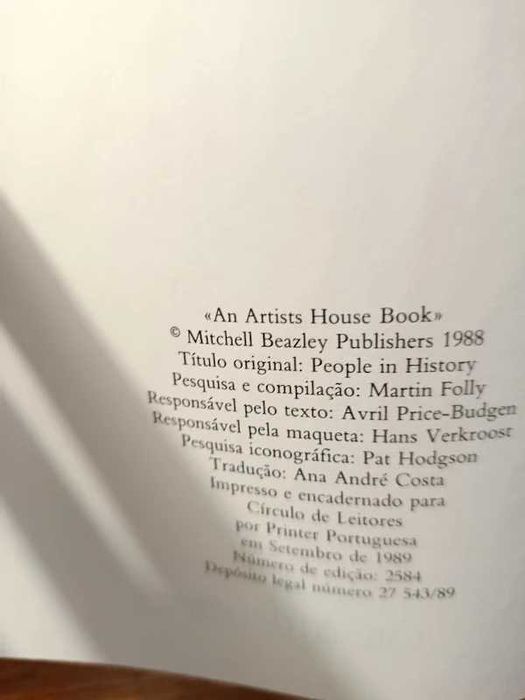 «An Artists House Book»
© Mitchell Beazley Publishers 1988
Título original: People in History
Pesquisa e compilação: Martin Folly
Responsável pelo texto: Avril Price-Budgen
Responsável pela maqueta: Hans Verkroost
Pesquisa iconográfica: Pat Hodgson
Tradução: Ana André Costa
Impresso e encadernado para
Círculo de Leitores
por Printer Portuguesa
em Setembro de 1989
Número de edição: 2584
Depósito legal número 27 543/89